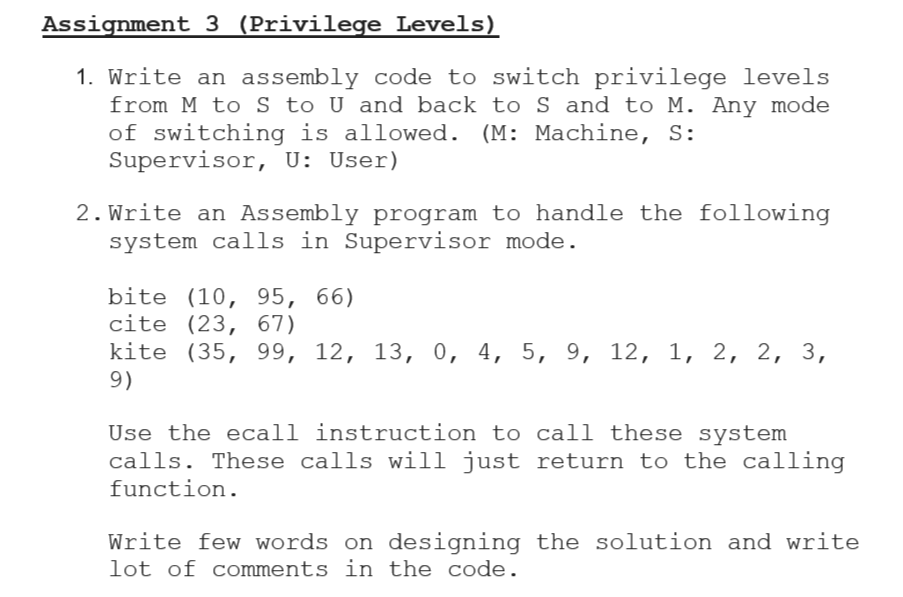 Assignment 3 (Privilege Levels)
1. Write an assembly code to switch privilege levels
from M to S to U and back to S and to M. Any mode
of switching is allowed. (M: Machine, S:
Supervisor, U: User)
2. Write an Assembly program to handle the following
system calls in Supervisor mode.
bite (10, 95, 66)
cite (23, 67)
kite (35, 99, 12, 13, 0, 4, 5, 9, 12, 1, 2, 2, 3,
9)
Use the ecall instruction to call these system
calls. These calls will just return to the calling
function.
Write few words on designing the solution and write
lot of comments in the code.